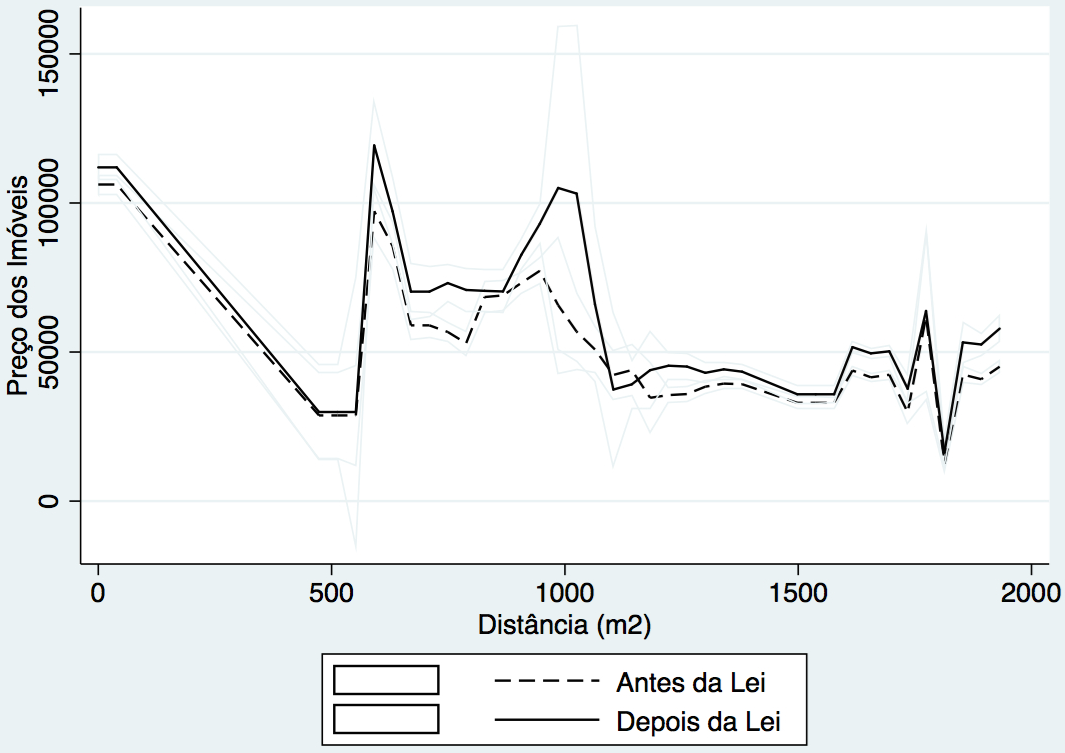 Preço dos Imóveis
150000
100000
50000
0
0 500 1000 1500 2000
Distância (m2)
Antes da Lei
Depois da Lei